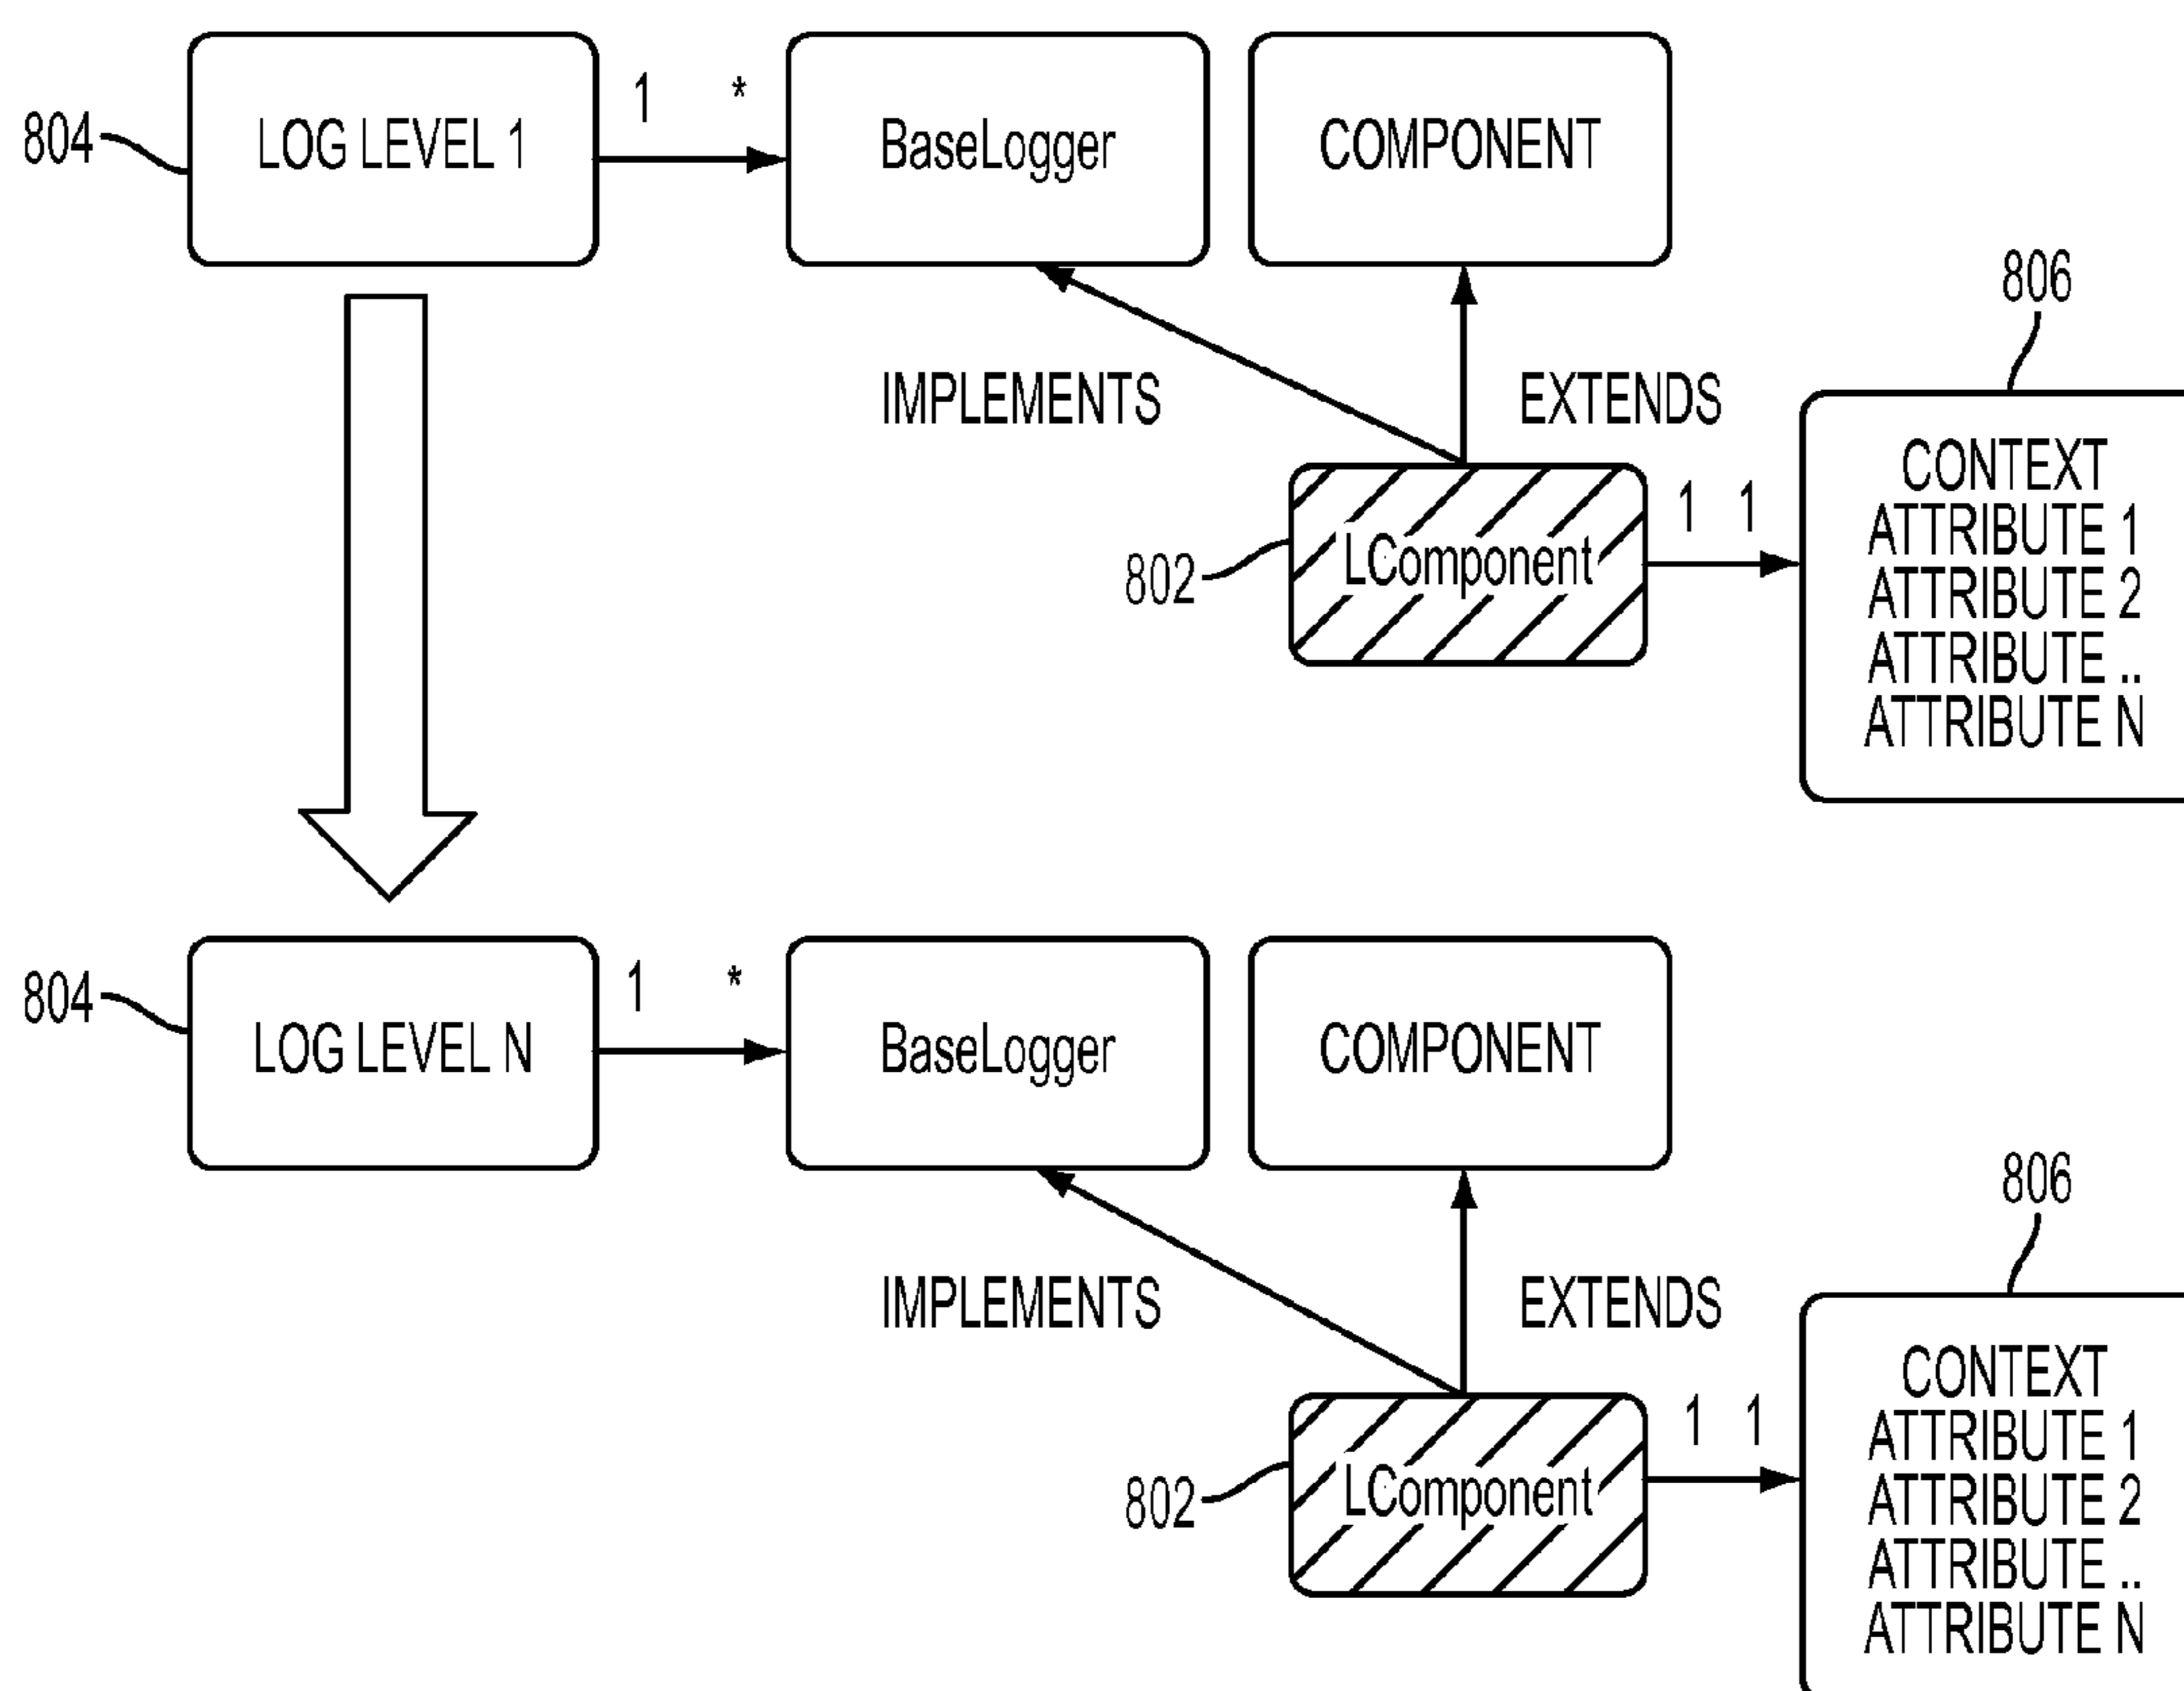 804
LOG LEVEL 1
1 *
BaseLogger
COMPONENT
806
IMPLEMENTS
EXTENDS
802
LComponent
1 1
CONTEXT
ATTRIBUTE 1
ATTRIBUTE 2
ATTRIBUTE ..
ATTRIBUTE N
804
LOG LEVEL N
1 *
BaseLogger
COMPONENT
806
IMPLEMENTS
EXTENDS
802
LComponent
1 1
CONTEXT
ATTRIBUTE 1
ATTRIBUTE 2
ATTRIBUTE ..
ATTRIBUTE N